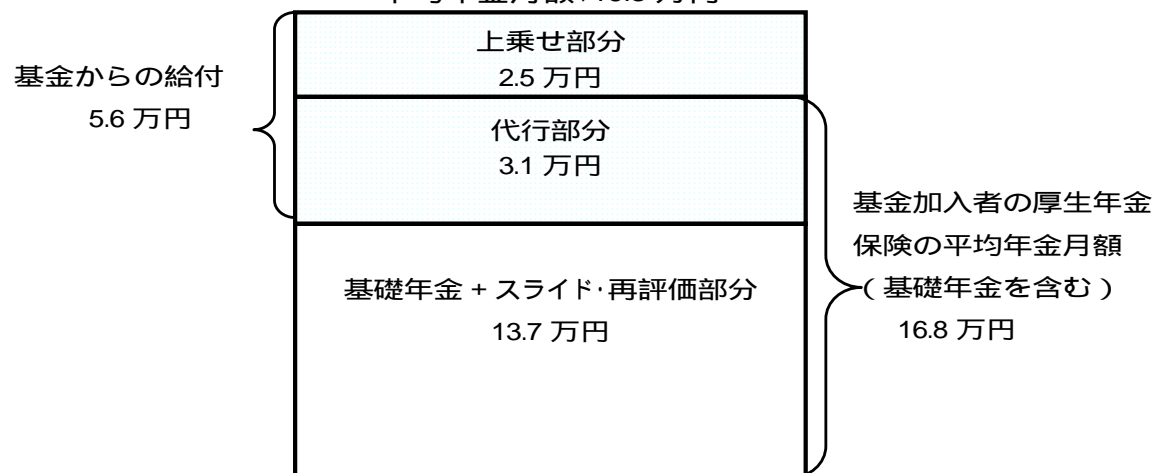 上乗せ部分
2.5 万円
基金からの給付
5.6 万円
代行部分
3.1 万円
基金加入者の厚生年金
保険の平均年金月額
( 基礎年金を含む )
16.8 万円
基礎年金 + スライド・再評価部分
13.7 万円